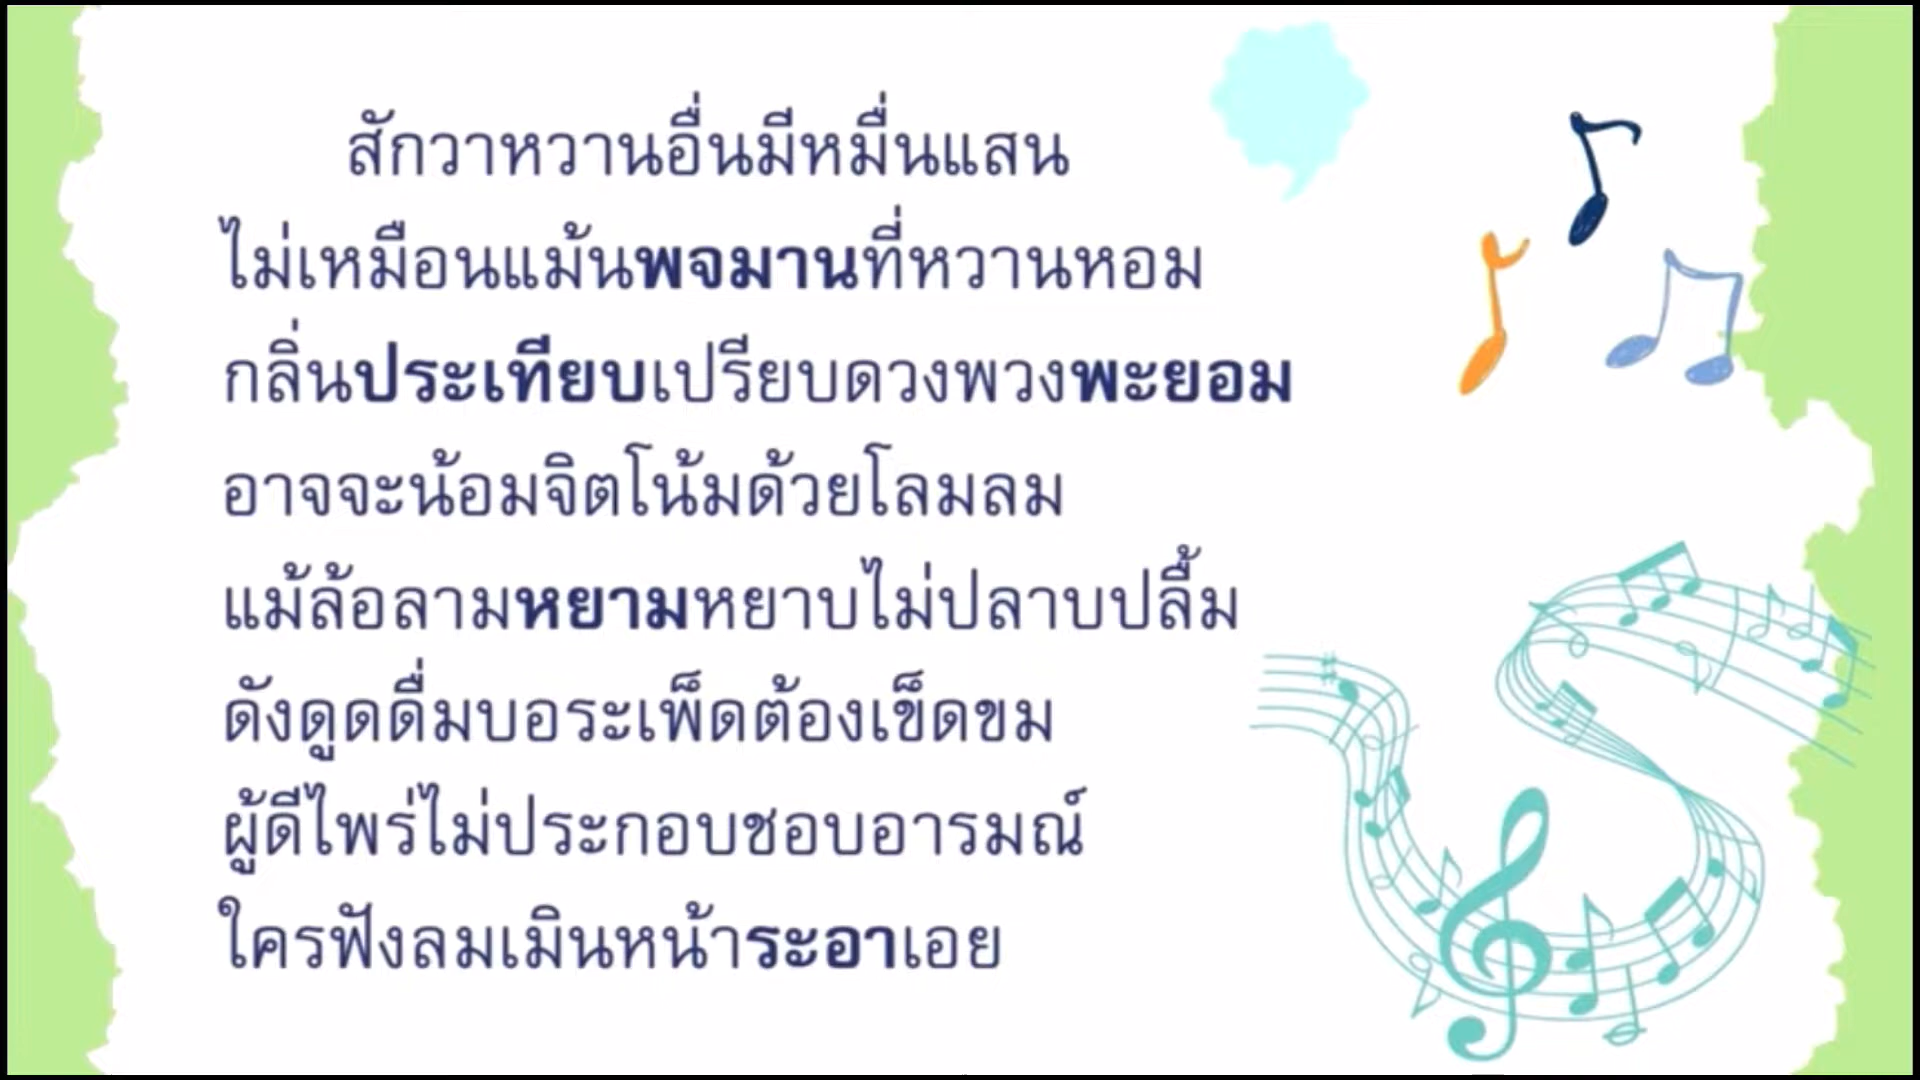 สักวาหวานอื่นมีหมื่นแสน
ไม่เหมือนแม้นพจมานที่หวานหอม
กลิ่นประเทียบเปรียบดวงพวงพะยอม
อาจจะน้อมจิตโน้มด้วยโลมลม
แม้ล้อลามหยามหยาบไม่ปลาบปลื้ม
ดังดูดดื่มบอระเพ็ดต้องเข็ดขม
ผู้ดีไพร่ไม่ประกอบชอบอารมณ์
ใครฟังลมเมินหน้าระอาเอย